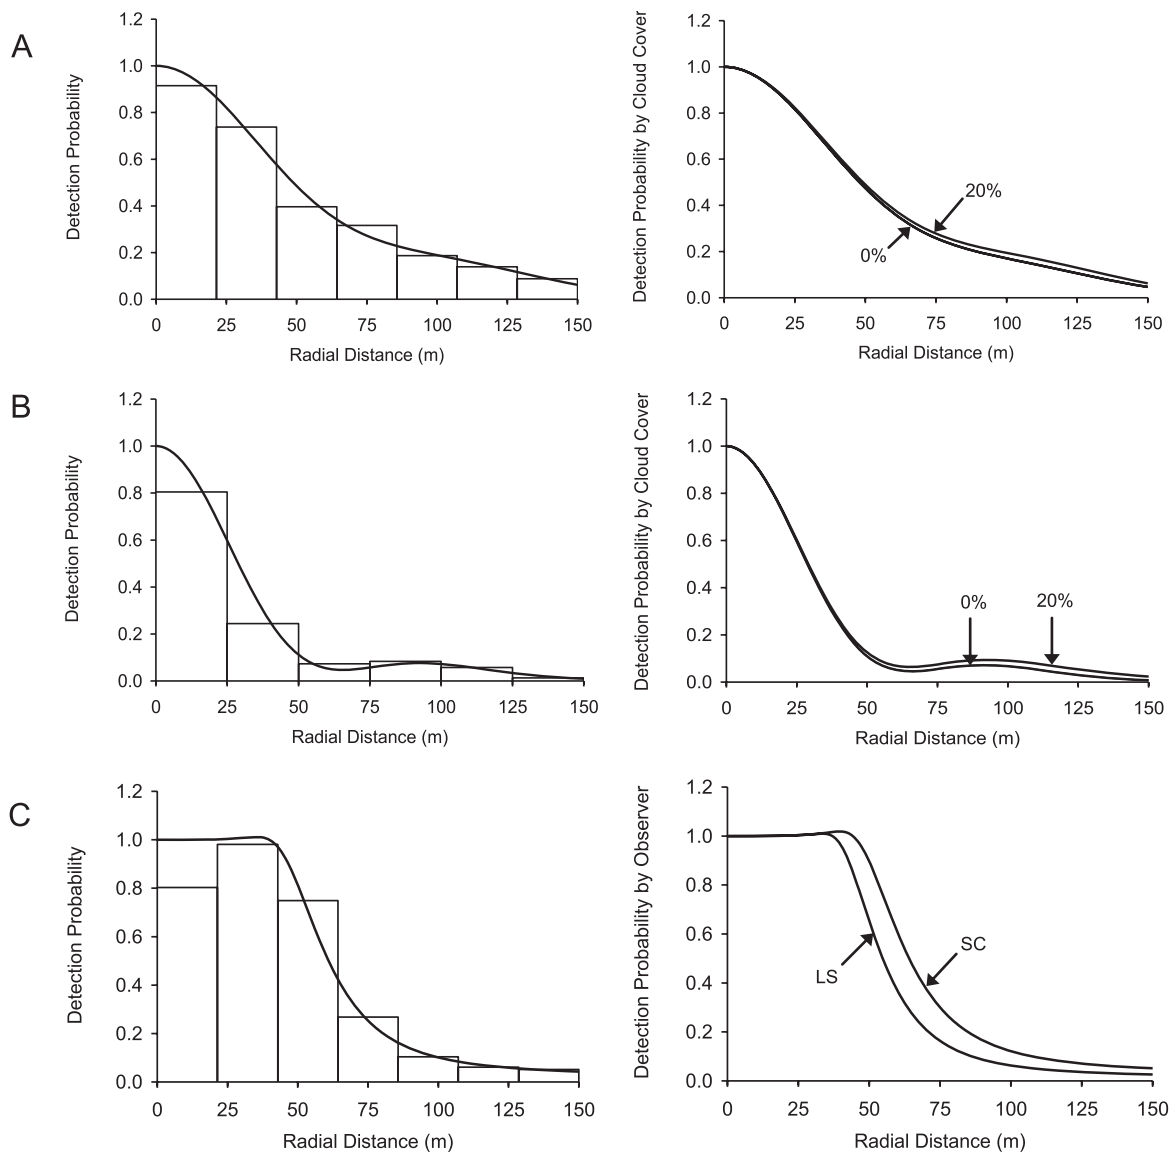 A
Detection Probability
1.2
1.0
0.8
0.6
0.4
0.2
0.0
0 25 50 75 100 125 150
Radial Distance (m)
Detection Probability by Cloud Cover
1.2
1.0
0.8
0.6
0.4
0.2
0.0
20%
0%
0 25 50 75 100 125 150
Radial Distance (m)
B
Detection Probability
1.2
1.0
0.8
0.6
0.4
0.2
0.0
0 25 50 75 100 125 150
Radial Distance (m)
Detection Probability by Cloud Cover
1.2
1.0
0.8
0.6
0.4
0.2
0.0
0% 20%
0 25 50 75 100 125 150
Radial Distance (m)
C
Detection Probability
1.2
1.0
0.8
0.6
0.4
0.2
0.0
0 25 50 75 100 125 150
Radial Distance (m)
Detection Probability by Observer
1.2
1.0
0.8
0.6
0.4
0.2
0.0
SC
LS
0 25 50 75 100 125 150
Radial Distance (m)